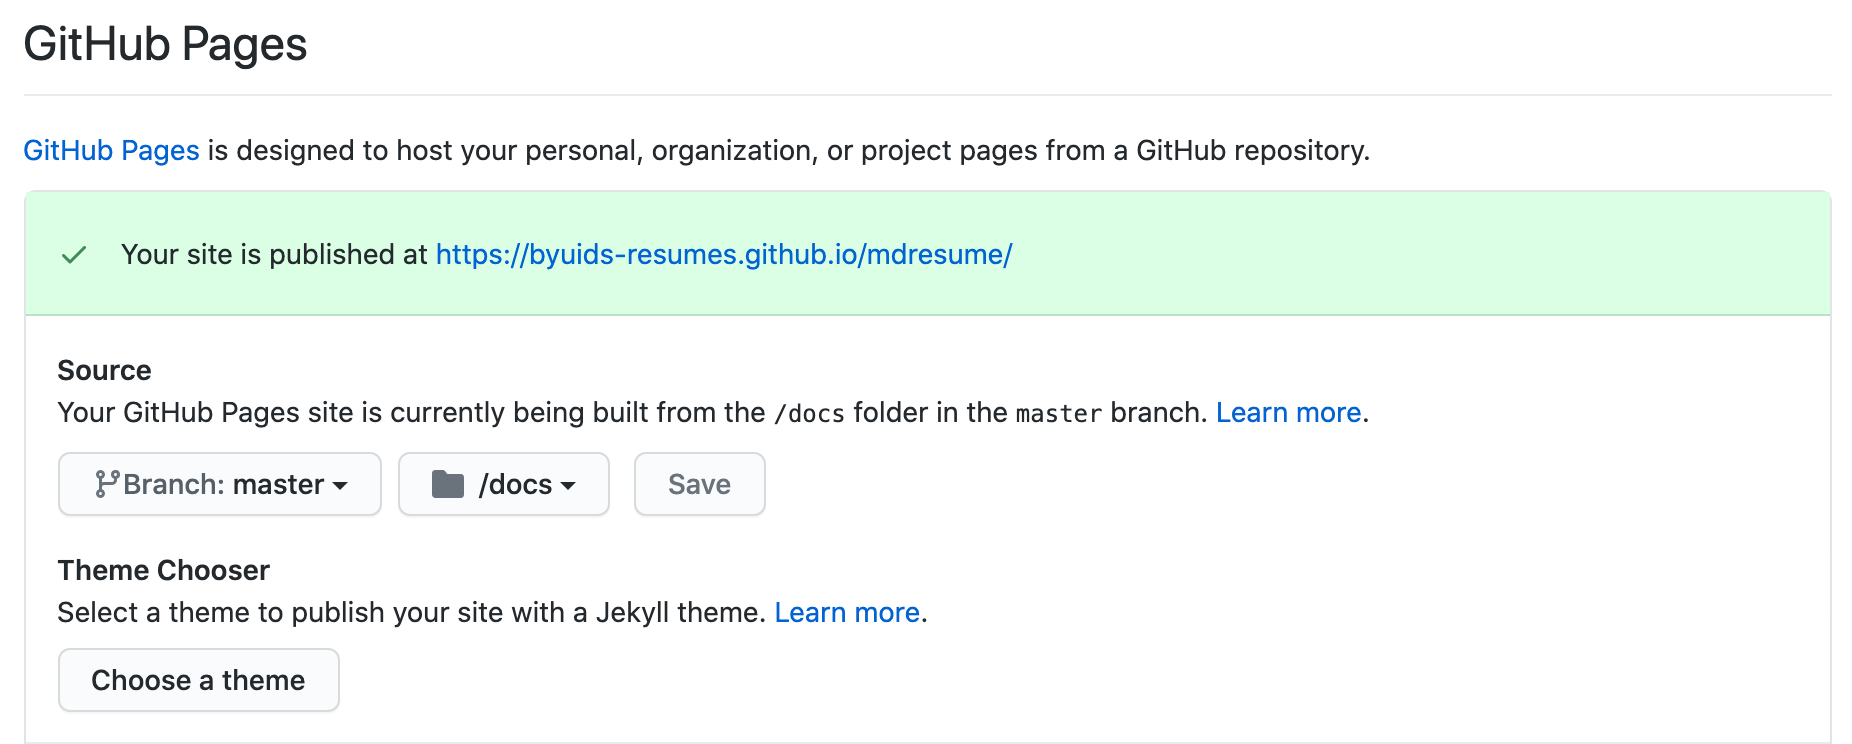 GitHub Pages
GitHub Pages is designed to host your personal, organization, or project pages from a GitHub repository.
Your site is published at https://byuids-resumes.github.io/mdresume/
Source
Your GitHub Pages site is currently being built from the /docs folder in the master branch. Learn more.
Branch: master /docs Save
Theme Chooser
Select a theme to publish your site with a Jekyll theme. Learn more.
Choose a theme